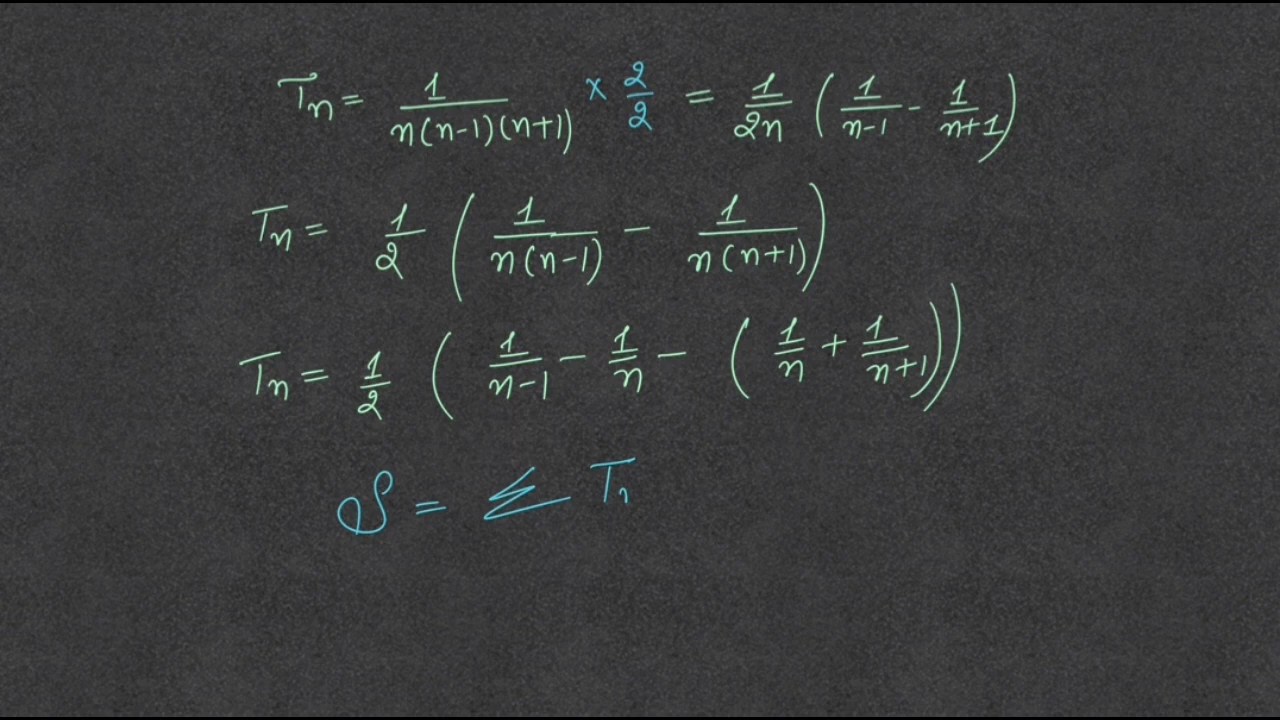 Tn = 1/(n(n-1)(n+1)) × 2/2 = 1/2n (1/(n-1) - 1/(n+1))
Tn = 1/2 (1/(n(n-1)) - 1/(n(n+1)))
Tn = 1/2 (1/(n-1) - 1/n - (1/n + 1/(n+1)))
S = Σ Tn